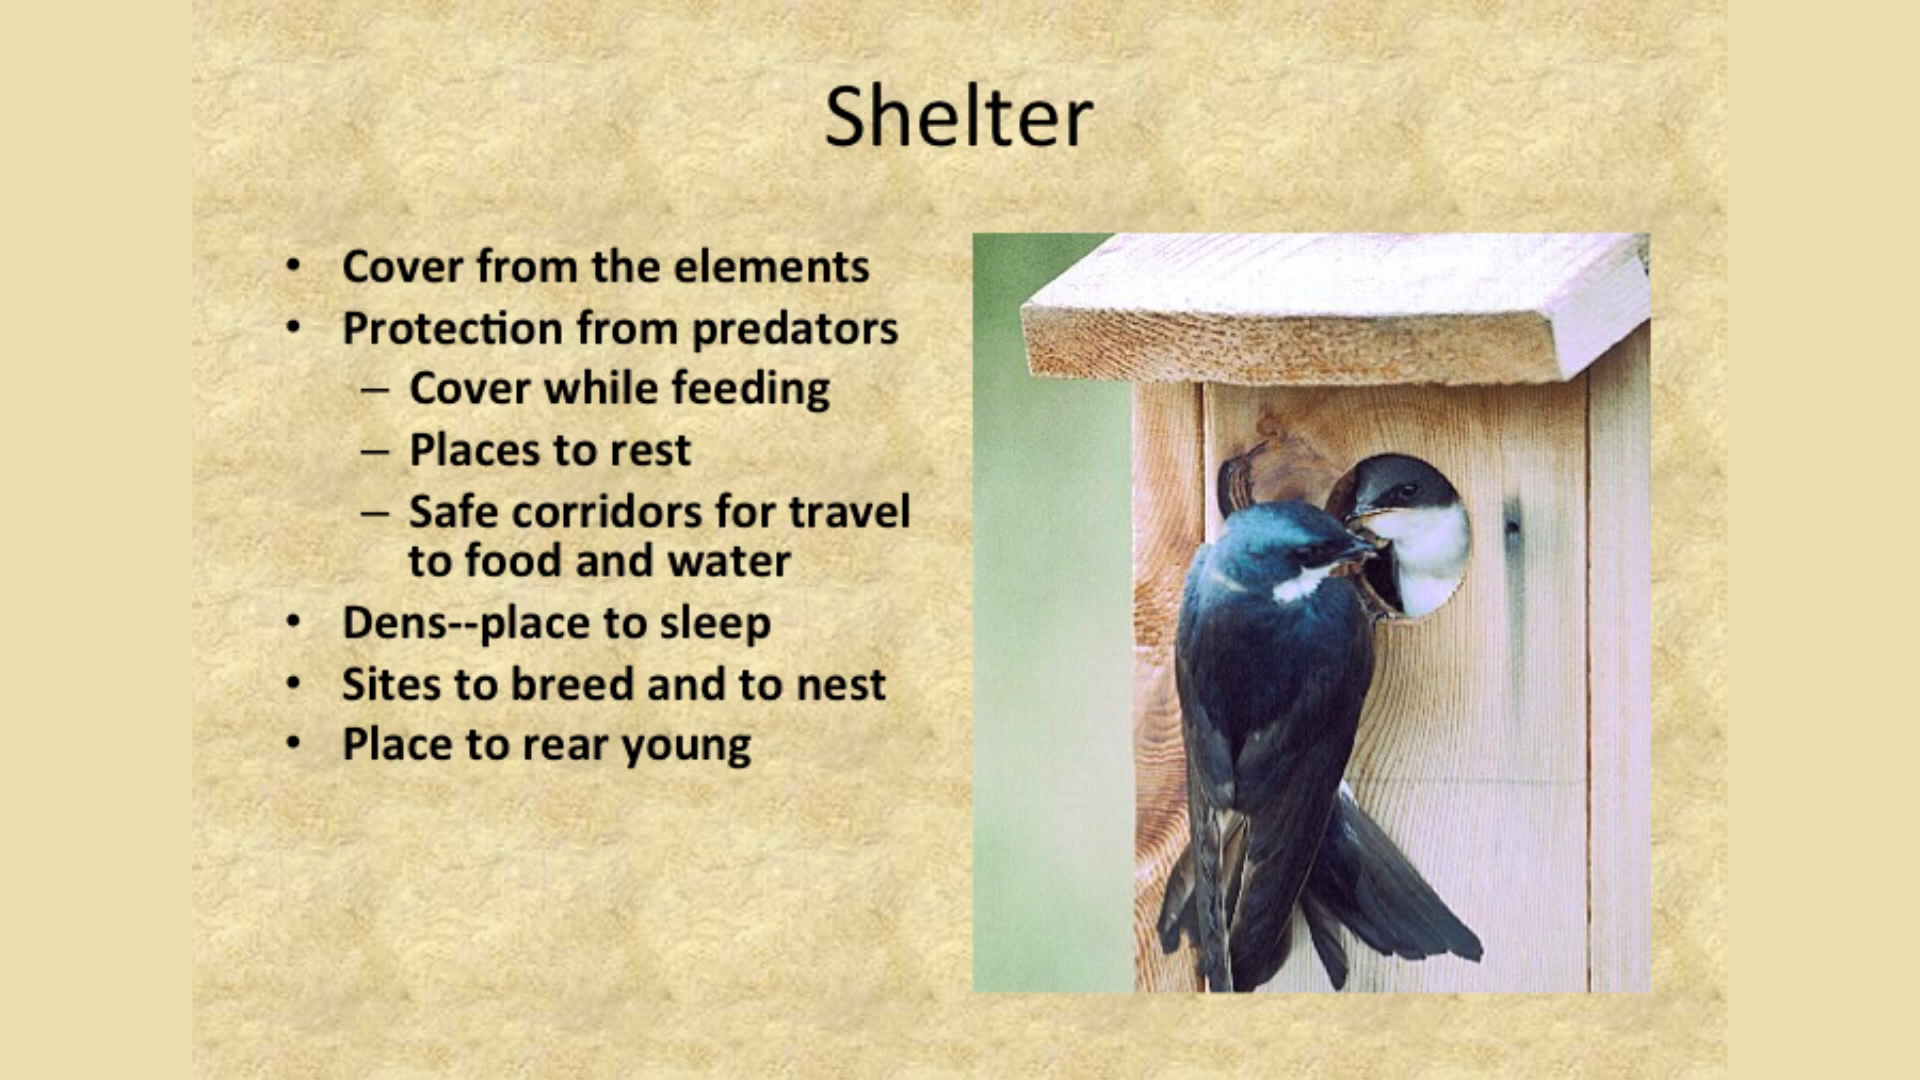 Shelter
• Cover from the elements
• Protection from predators
– Cover while feeding
– Places to rest
– Safe corridors for travel
to food and water
• Dens--place to sleep
• Sites to breed and to nest
• Place to rear young